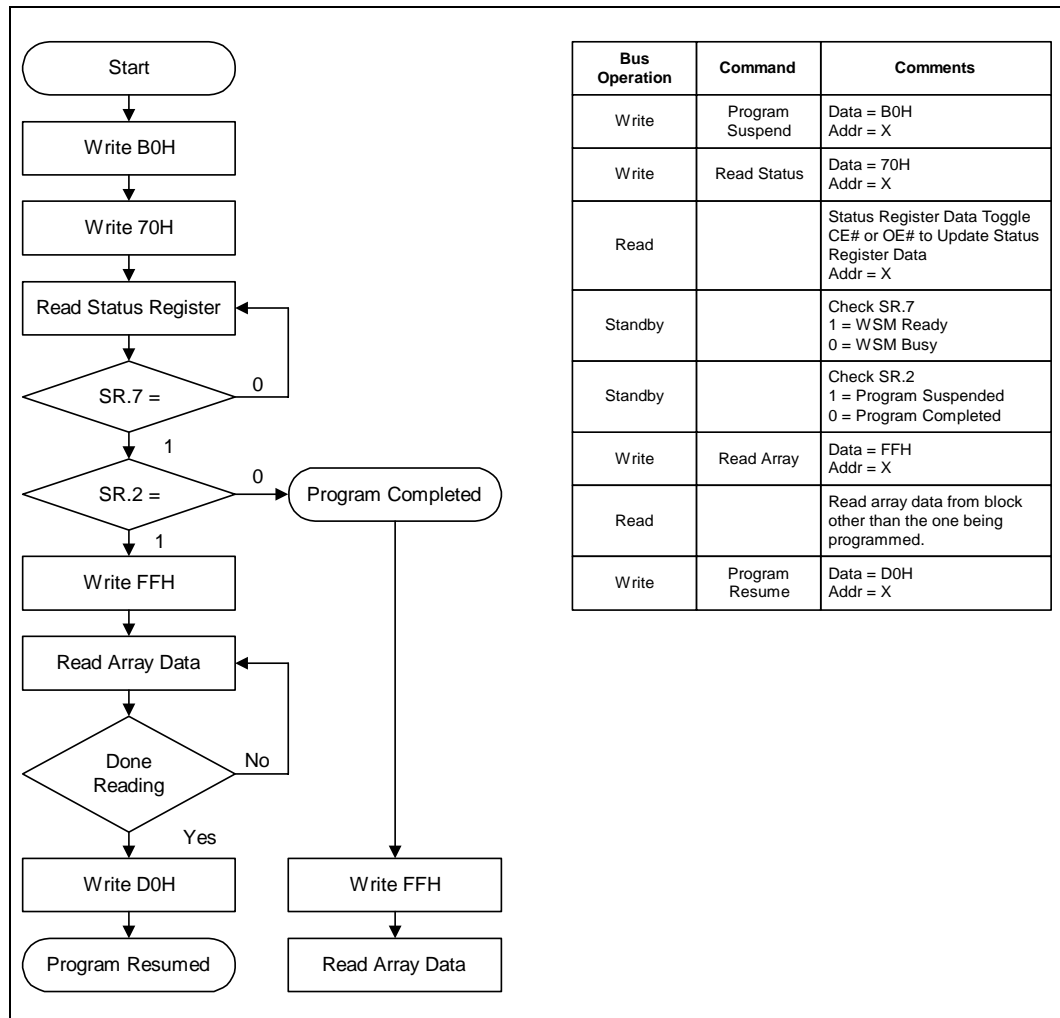 Start
Write B0H
Write 70H
Read Status Register
SR.7 =
0
1
SR.2 =
0
Program Completed
1
Write FFH
Read Array Data
Done
Reading
No
Yes
Write D0H
Write FFH
Program Resumed
Read Array Data
Bus
Operation
Command
Comments
Write
Program
Suspend
Data = B0H
Addr = X
Write
Read Status
Data = 70H
Addr = X
Read
Status Register Data Toggle
CE# or OE# to Update Status
Register Data
Addr = X
Standby
Check SR.7
1 = WSM Ready
0 = WSM Busy
Standby
Check SR.2
1 = Program Suspended
0 = Program Completed
Write
Read Array
Data = FFH
Addr = X
Read
Read array data from block
other than the one being
programmed.
Write
Program
Resume
Data = D0H
Addr = X